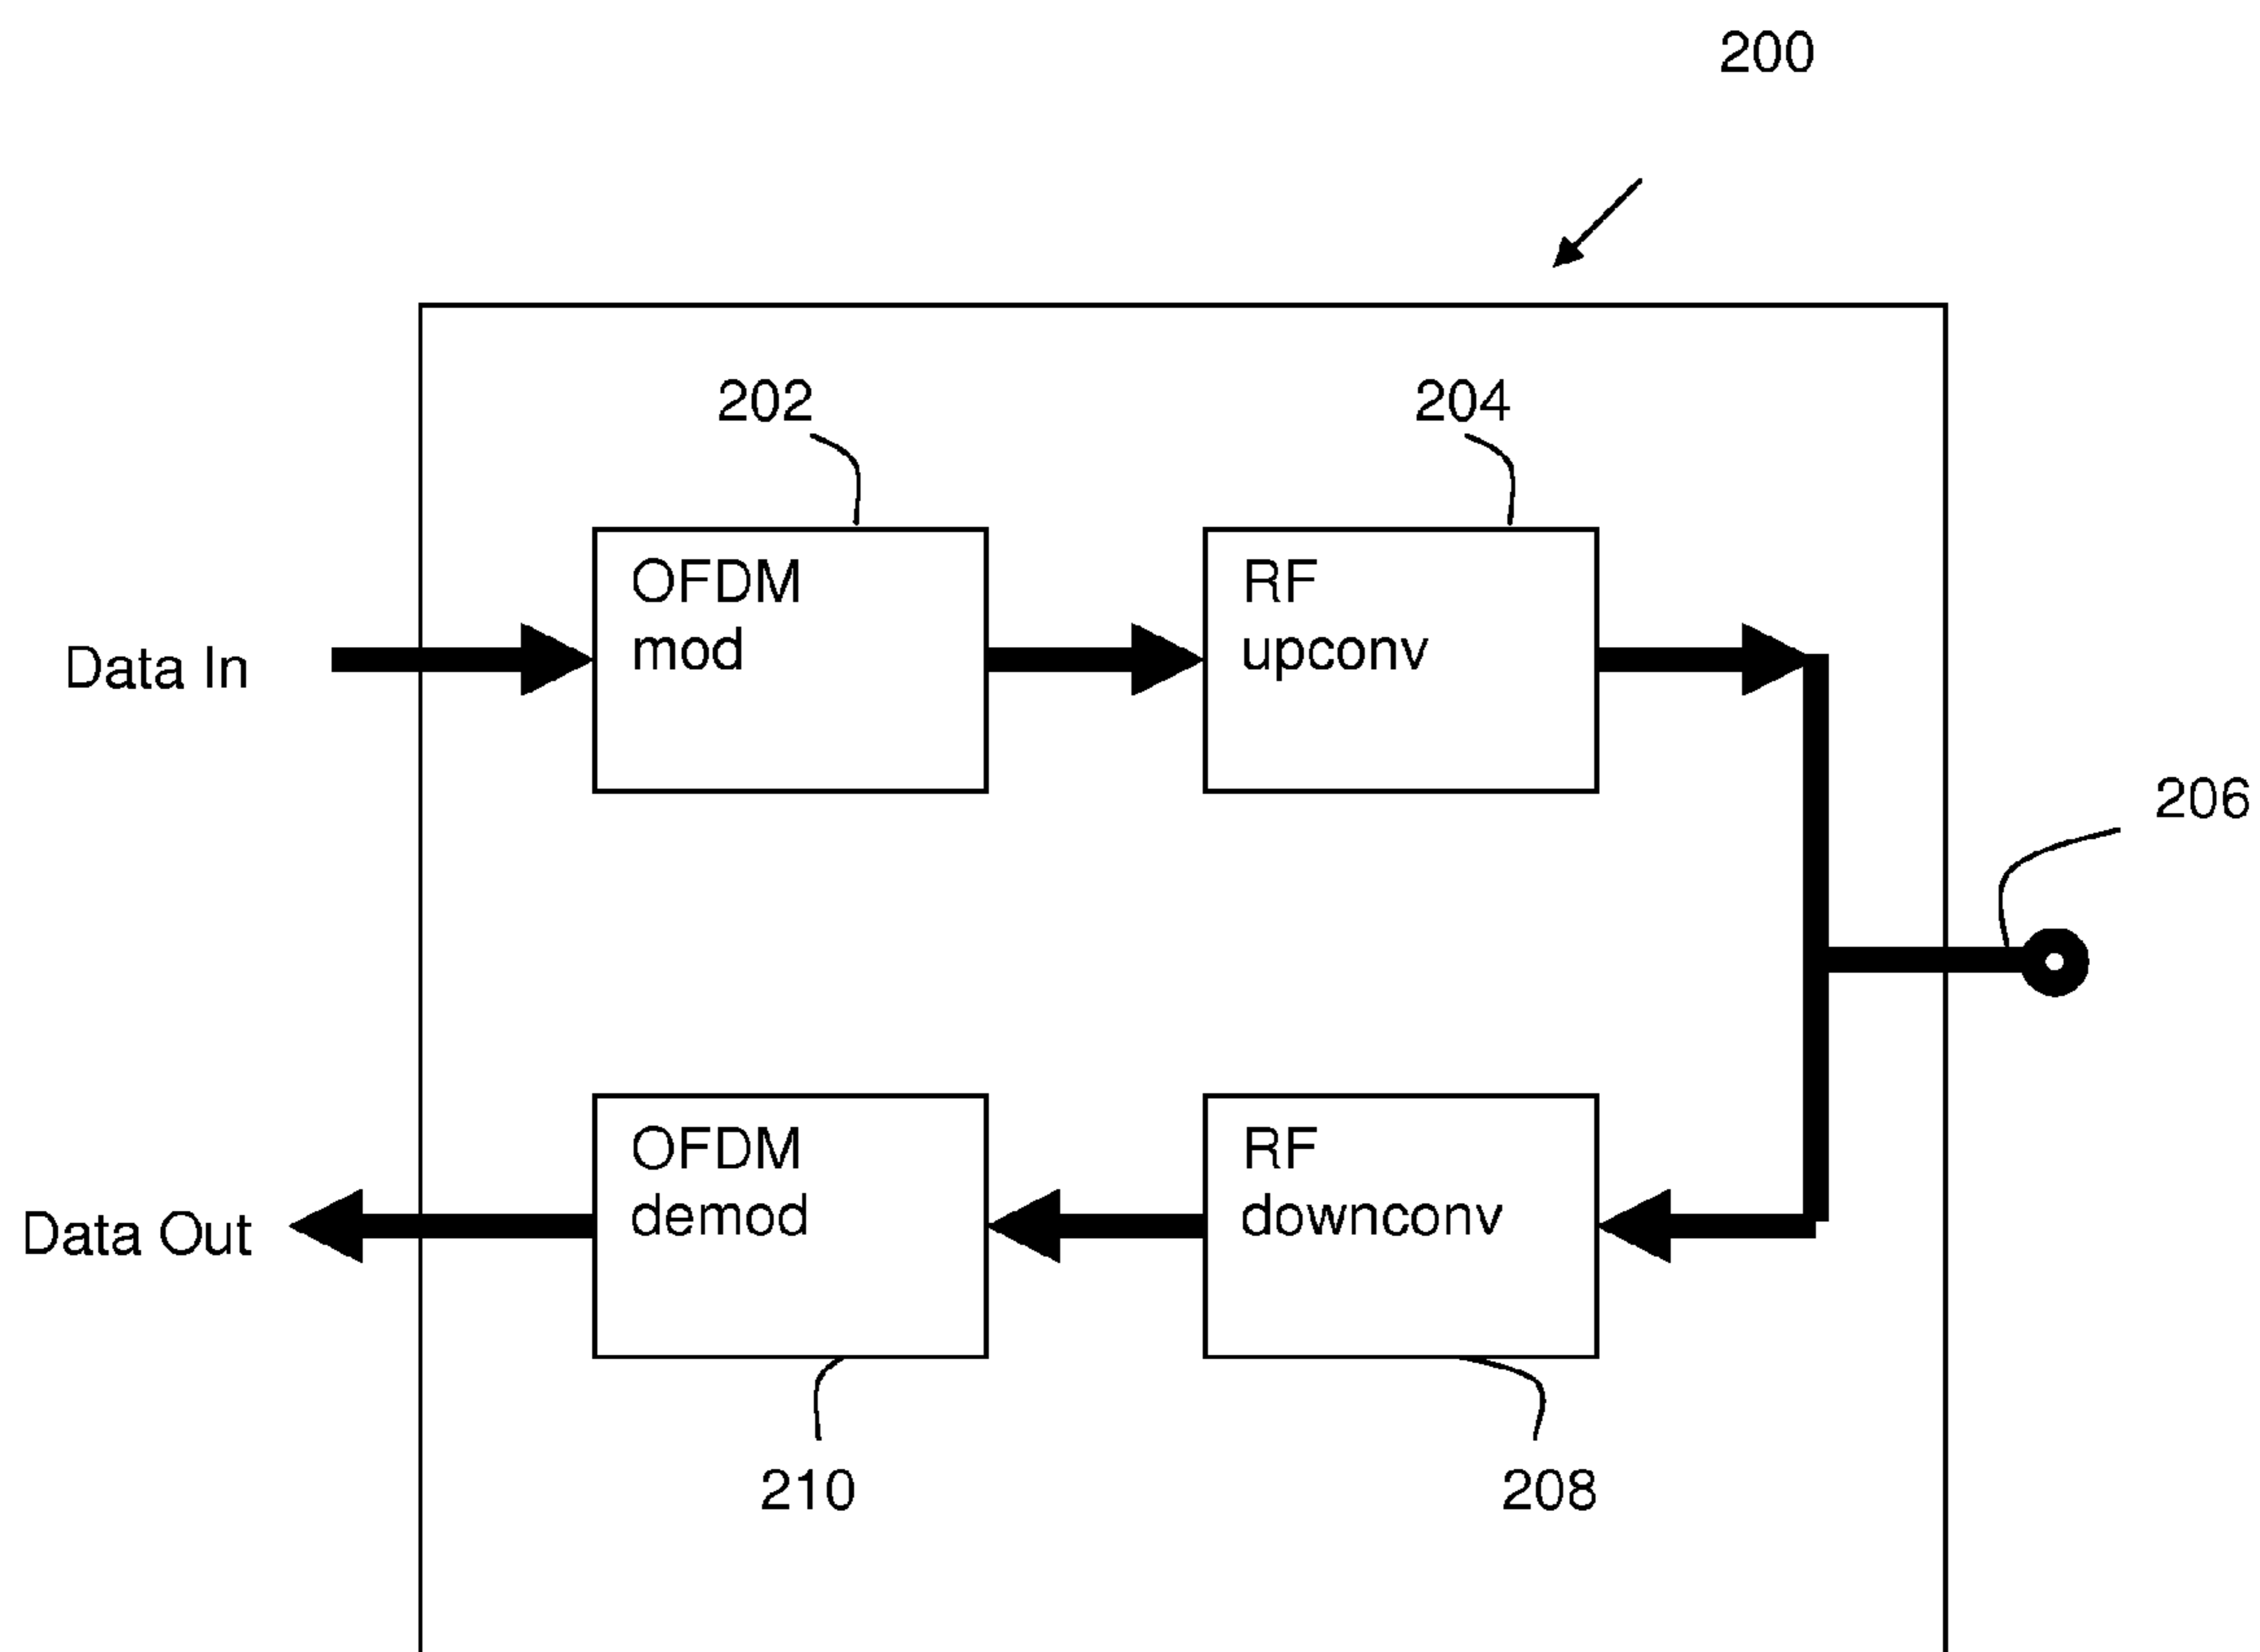 200
202
204
OFDM
mod
RF
upconv
Data In
206
OFDM
demod
RF
downconv
Data Out
210
208